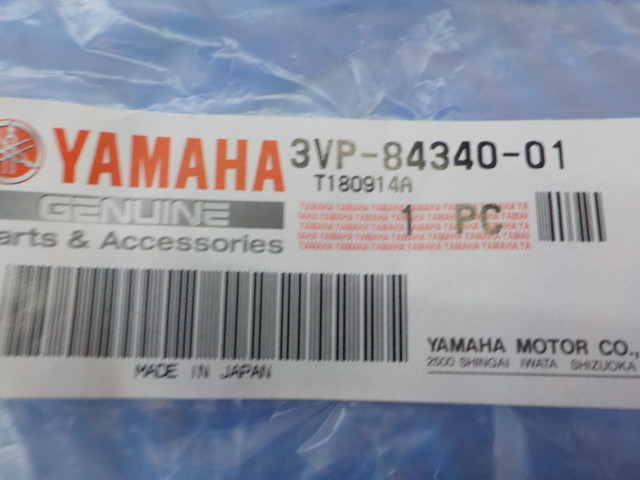 YAMAHA
3VP-84340-01
T180914A
GENUINE
arts & Accessories
1 PC
MADE IN JAPAN
YAMAHA MOTOR CO.,
2500 SHINGAI IWATA SHIZUOKA